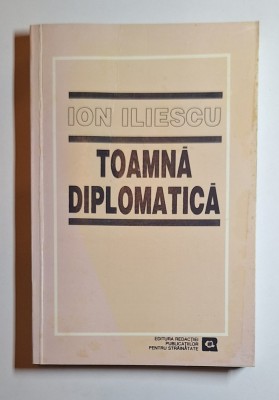 ION ILIESCU
TOAMNĂ
DIPLOMATICĂ
EDITURA REDACȚIEI
PUBLICAȚIILOR
PENTRU STRĂINĂTATE